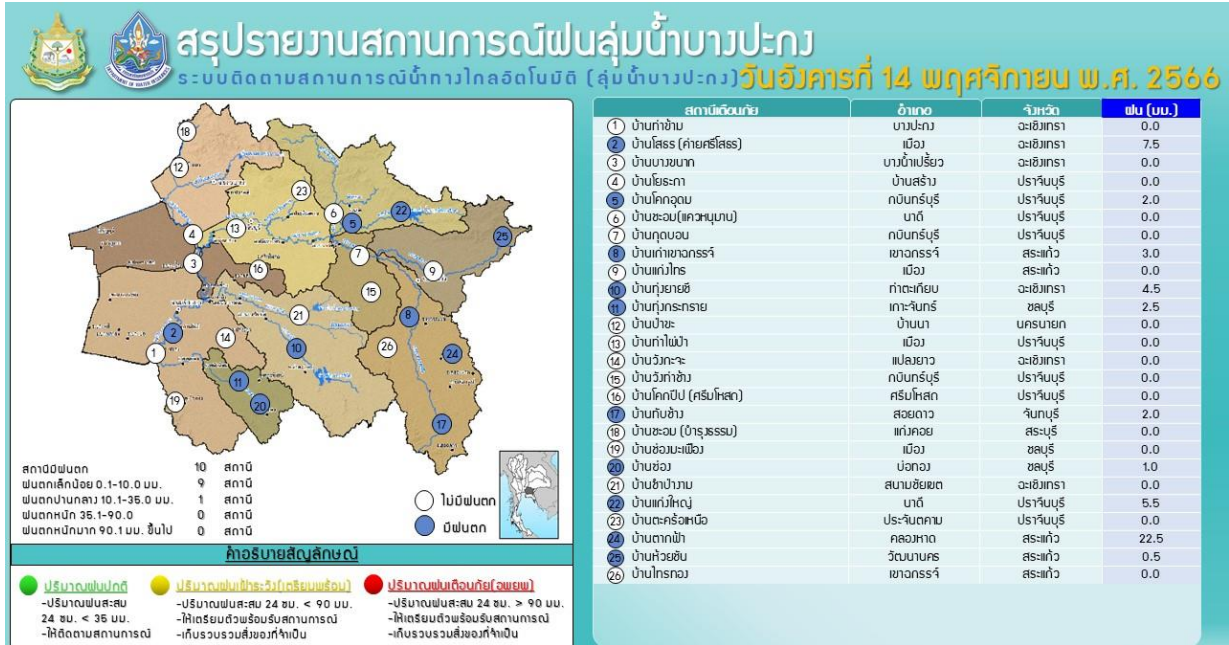 สรุปรายงานสถานการณ์ฝนลุ่มน้ำบางปะกง
ระบบติดตามสถานการณ์น้ำทางไกลอัตโนมัติ (ลุ่มน้ำบางปะกง)วันอังคารที่ 14 พฤศจิกายน พ.ศ. 2566
18
12
23
6
22
5
4
13
25
3
7
9
16
15
21
8
2
14
10
26
1
24
11
19
20
17
สถานีมีฝนตก 10 สถานี
ฝนตกเล็กน้อย 0.1-10.0 มม. 9 สถานี
ฝนตกปานกลาง 10.1-35.0 มม. 1 สถานี
ฝนตกหนัก 35.1-90.0 0 สถานี
ฝนตกหนักมาก 90.1 มม. ขึ้นไป 0 สถานี
ไม่มีฝนตก
มีฝนตก
คำอธิบายสัญลักษณ์
ปริมาณฝนปกติ
-ปริมาณฝนสะสม
24 ชม. < 35 มม.
-ให้ติดตามสถานการณ์
ปริมาณฝนเฝ้าระวัง(เตรียมพร้อม)
-ปริมาณฝนสะสม 24 ชม. < 90 มม.
-ให้เตรียมตัวพร้อมรับสถานการณ์
-เก็บรวบรวมสิ่งของที่จำเป็น
ปริมาณฝนเตือนภัย(อพยพ)
-ปริมาณฝนสะสม 24 ชม. > 90 มม.
-ให้เตรียมตัวพร้อมรับสถานการณ์
-เก็บรวบรวมสิ่งของที่จำเป็น
สถานีเตือนภัย อำเภอ จังหวัด ฝน (มม.)
1 บ้านท่าข้าม บางปะกง ฉะเชิงเทรา 0.0
2 บ้านโสธร (ค่ายศรีโสธร) เมือง ฉะเชิงเทรา 7.5
3 บ้านบางขนาก บางน้ำเปรี้ยว ฉะเชิงเทรา 0.0
4 บ้านโยธะกา บ้านสร้าง ปราจีนบุรี 0.0
5 บ้านโคกอุดม กบินทร์บุรี ปราจีนบุรี 2.0
6 บ้านชะอม(แควหนุมาน) นาดี ปราจีนบุรี 0.0
7 บ้านกุดบอน กบินทร์บุรี ปราจีนบุรี 0.0
8 บ้านเก่าเขาฉกรรจ์ เขาฉกรรจ์ สระแก้ว 3.0
9 บ้านแก่งไทร เมือง สระแก้ว 0.0
10 บ้านทุ่งยายชี ท่าตะเกียบ ฉะเชิงเทรา 4.5
11 บ้านทุ่งกระทราย เกาะจันทร์ ชลบุรี 2.5
12 บ้านป่าขะ บ้านนา นครนายก 0.0
13 บ้านท่าไผ่ป่า เมือง ปราจีนบุรี 0.0
14 บ้านวังกะจะ แปลงยาว ฉะเชิงเทรา 0.0
15 บ้านวังท่าช้าง กบินทร์บุรี ปราจีนบุรี 0.0
16 บ้านโคกปีป (ศรีมโหสถ) ศรีมโหสถ ปราจีนบุรี 0.0
17 บ้านทับช้าง สอยดาว จันทบุรี 2.0
18 บ้านชะอม (บำรุงธรรม) แก่งคอย สระบุรี 0.0
19 บ้านช่องมะเฟือง เมือง ชลบุรี 0.0
20 บ้านช่อง บ่อทอง ชลบุรี 1.0
21 บ้านชำป่างาม สนามชัยเขต ฉะเชิงเทรา 0.0
22 บ้านแก่งใหญ่ นาดี ปราจีนบุรี 5.5
23 บ้านตะคร้อเหนือ ประจันตคาม ปราจีนบุรี 0.0
24 บ้านตากฟ้า คลองหาด สระแก้ว 22.5
25 บ้านห้วยชัน วัฒนานคร สระแก้ว 0.5
26 บ้านไทรทอง เขาฉกรรจ์ สระแก้ว 0.0